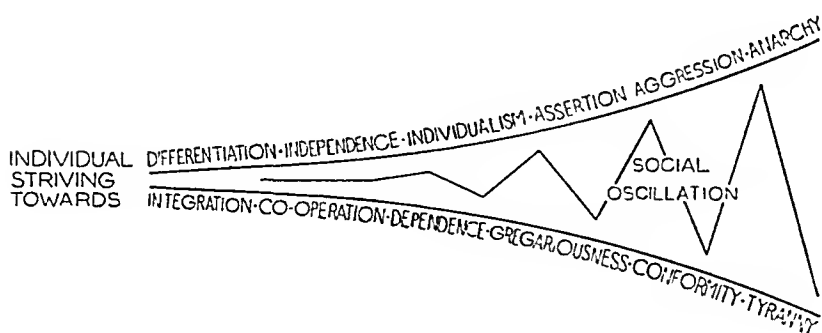 DIFFERENTIATION·INDEPENDENCE·INDIVIDUALISM·ASSERTION AGGRESSION·ANARCHY
INDIVIDUAL
STRIVING
TOWARDS
SOCIAL
OSCILLATION
INTEGRATION·CO-OPERATION·DEPENDENCE·GREGARIOUSNESS·CONFORMITY·TYRANNY